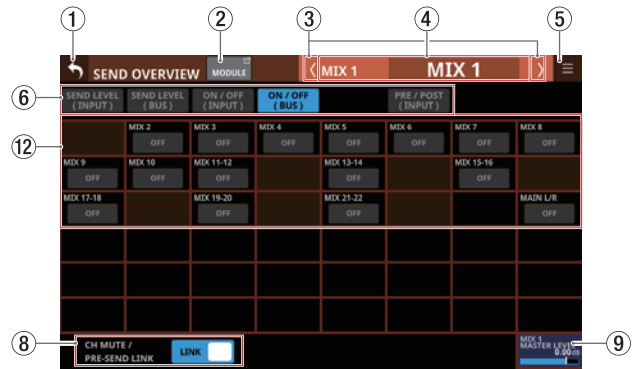 1 2 3 4 5
SEND OVERVIEW MODULE MIX 1 MIX 1
6
SEND LEVEL (INPUT) SEND LEVEL (BUS) ON / OFF (INPUT) ON / OFF (BUS) PRE / POST (INPUT)
12
MIX 2 MIX 3 MIX 4 MIX 5 MIX 6 MIX 7 MIX 8
OFF OFF OFF OFF OFF OFF OFF
MIX 9 MIX 10 MIX 11-12 MIX 13-14 MIX 15-16
OFF OFF OFF OFF OFF
MIX 17-18 MIX 19-20 MIX 21-22 MAIN L/R
OFF OFF OFF OFF
8
CH MUTE /
PRE-SEND LINK LINK
MIX 1
MASTER LEVEL
0.00dB
9